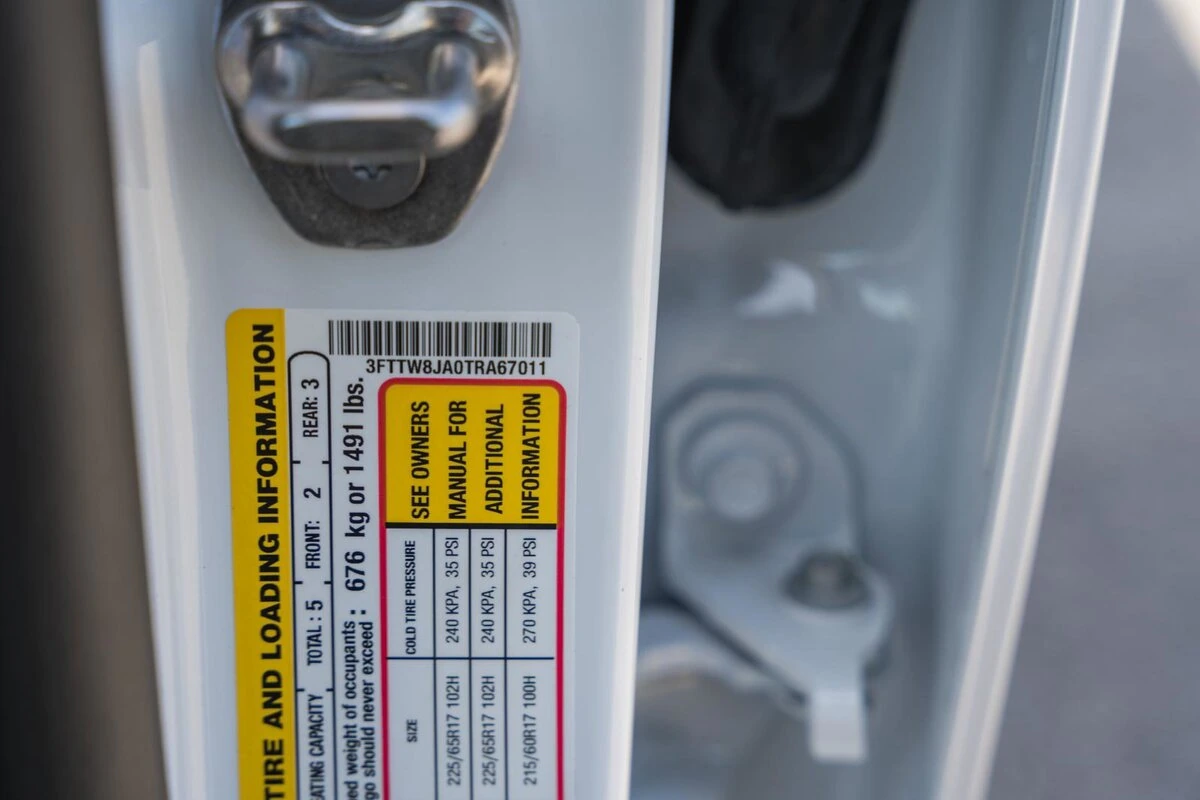 3FTTW8JA0TRA67011
TIRE AND LOADING INFORMATION
ATING CAPACITY TOTAL : 5 FRONT: 2 REAR: 3
ed weight of occupants :
go should never exceed : 676 kg or 1491 lbs.
SIZE COLD TIRE PRESSURE
225/65R17 102H 240 KPA, 35 PSI
225/65R17 102H 240 KPA, 35 PSI
215/60R17 100H 270 KPA, 39 PSI
SEE OWNERS
MANUAL FOR
ADDITIONAL
INFORMATION